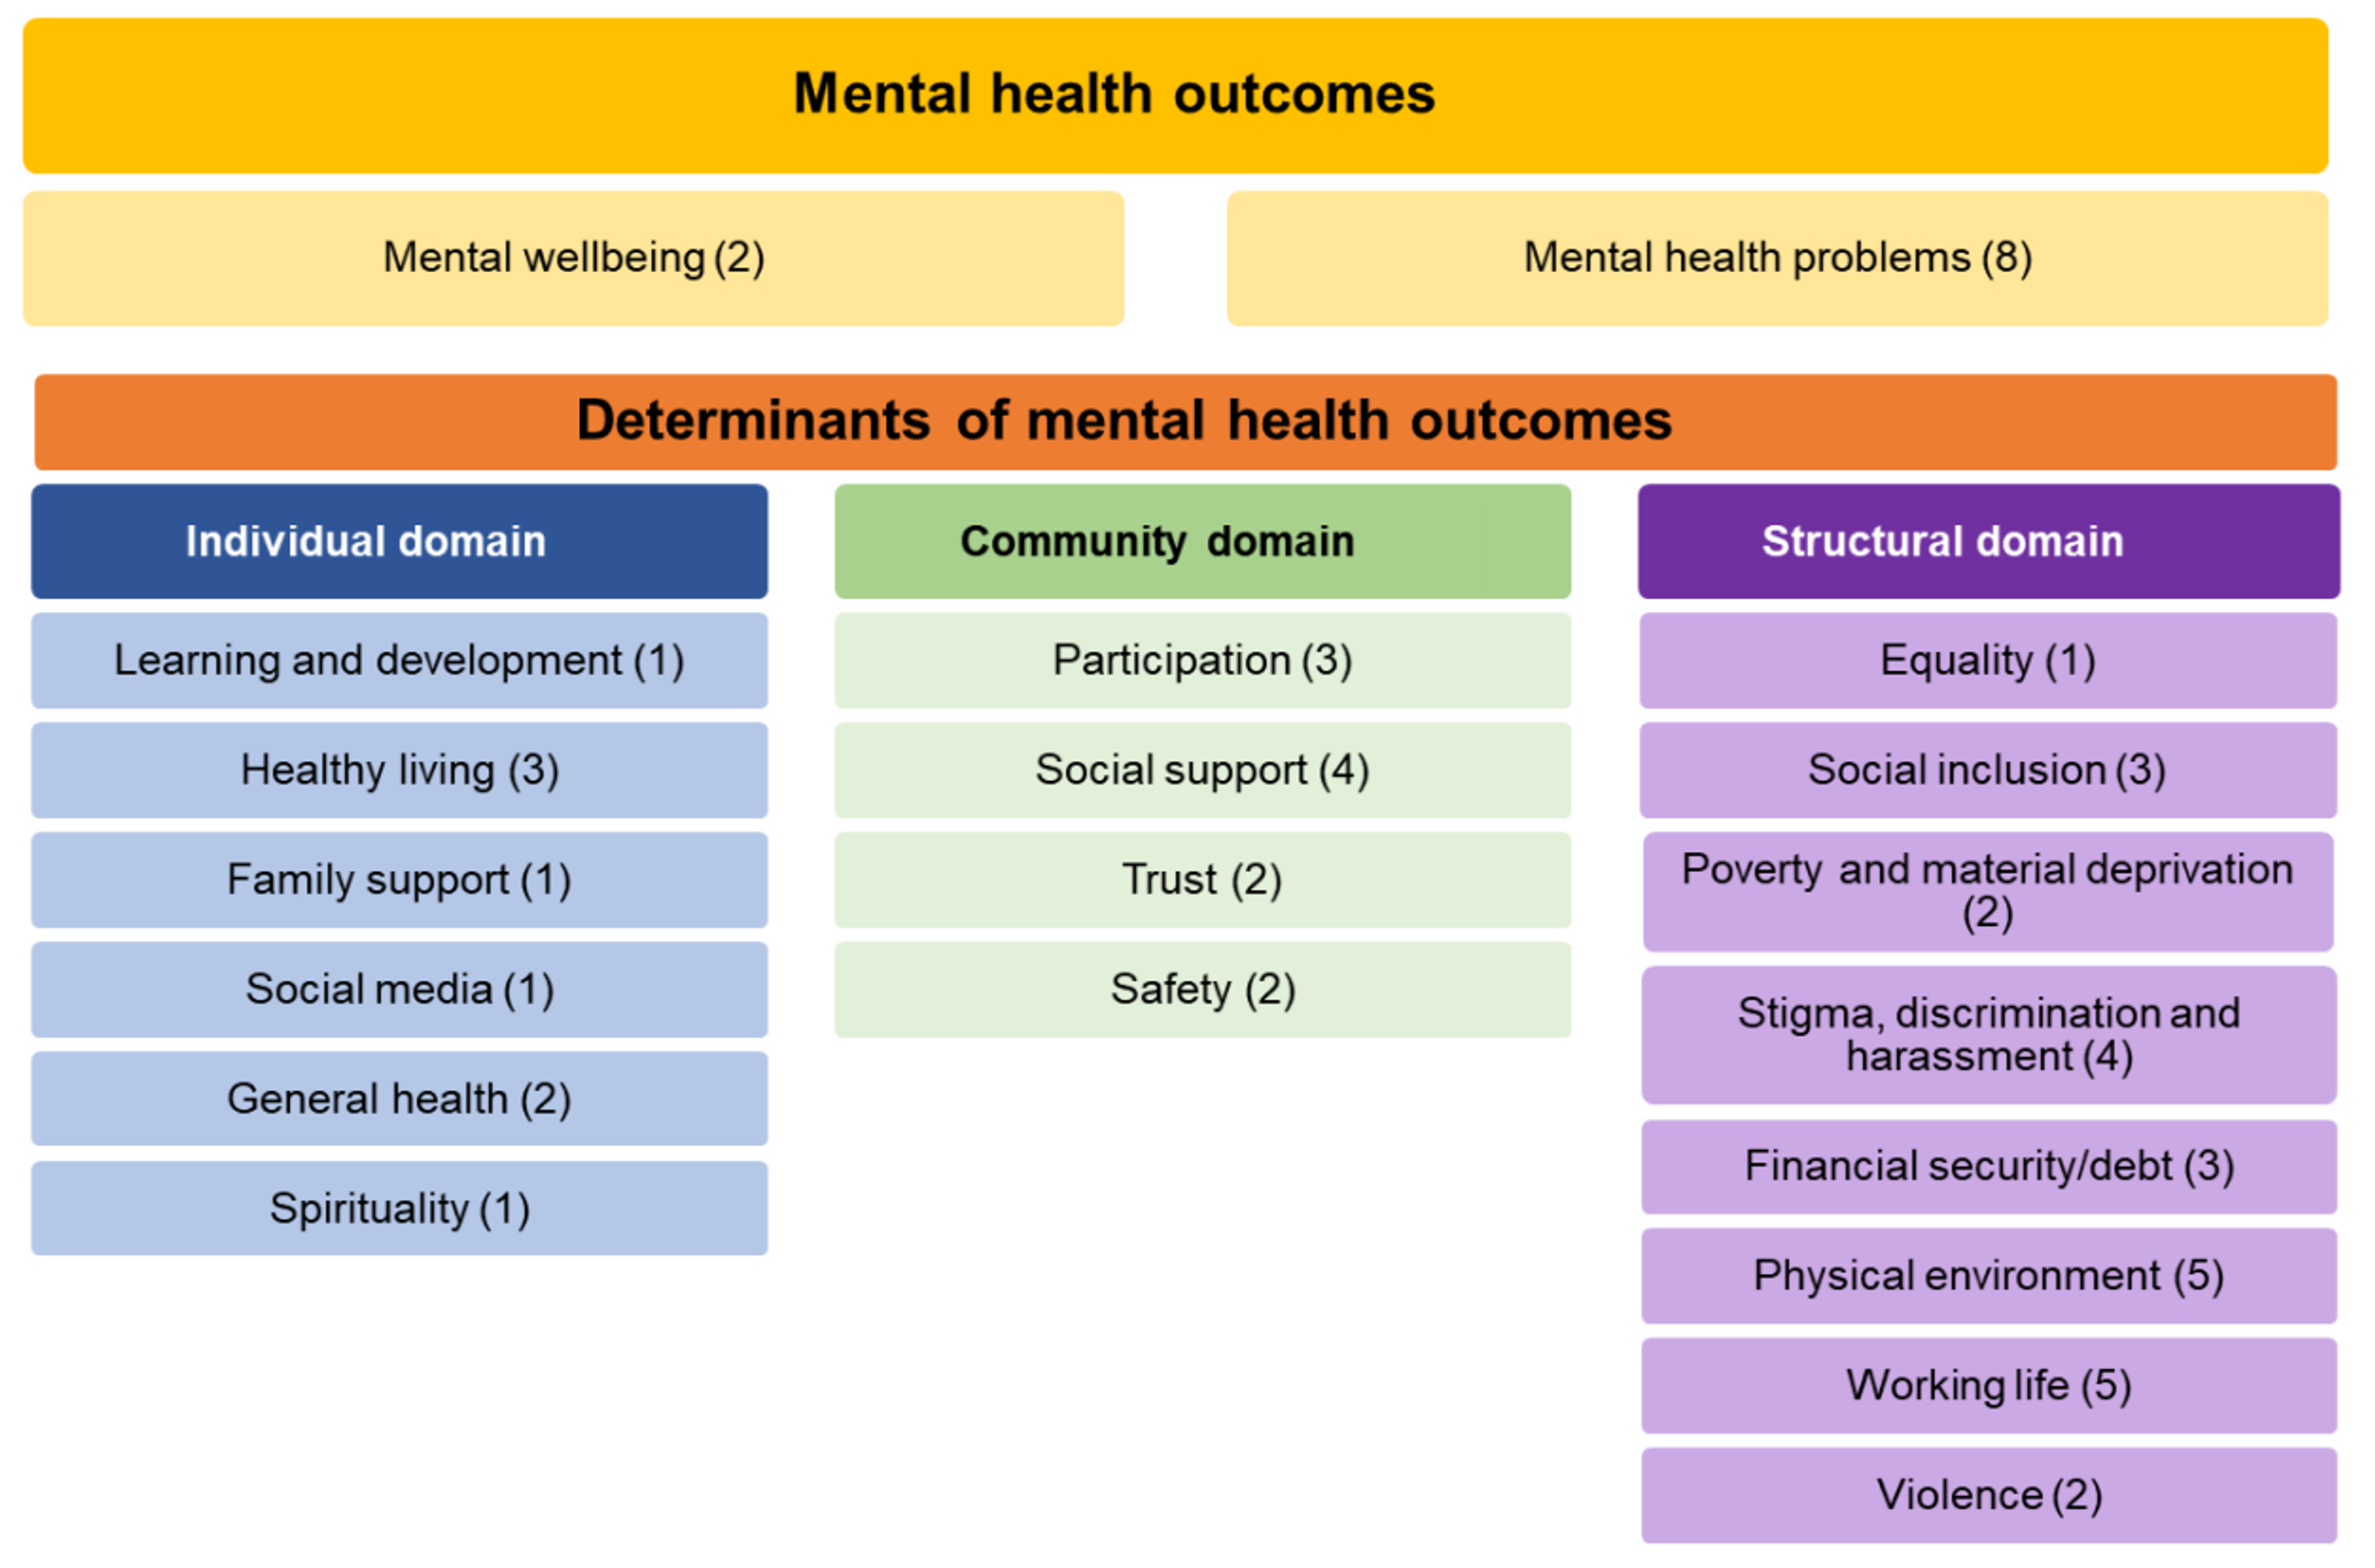 Mental health outcomes
Mental wellbeing (2)
Mental health problems (8)
Determinants of mental health outcomes
Individual domain
Learning and development (1)
Healthy living (3)
Family support (1)
Social media (1)
General health (2)
Spirituality (1)
Community domain
Participation (3)
Social support (4)
Trust (2)
Safety (2)
Structural domain
Equality (1)
Social inclusion (3)
Poverty and material deprivation
(2)
Stigma, discrimination and
harassment (4)
Financial security/debt (3)
Physical environment (5)
Working life (5)
Violence (2)